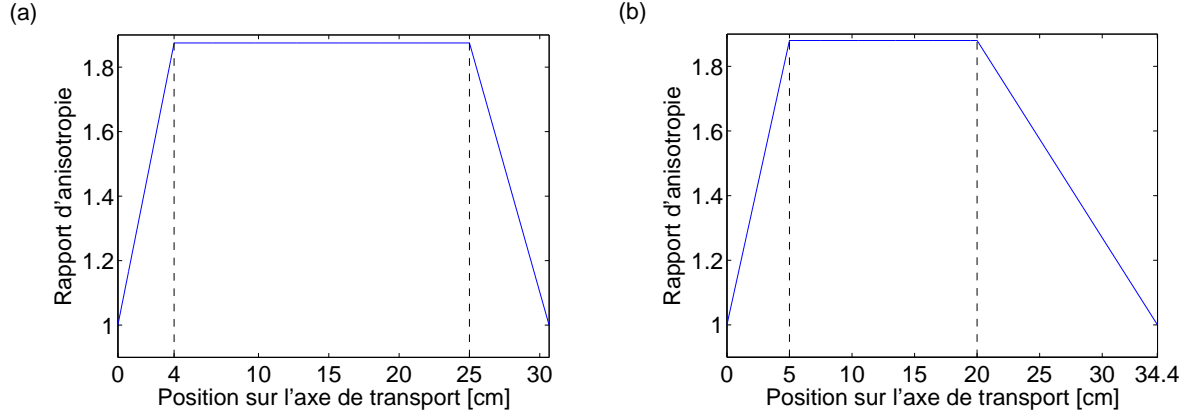 (a)
Rapport d'anisotropie
1.8
1.6
1.4
1.2
1
0 4 10 15 20 25 30
Position sur l'axe de transport [cm]
(b)
Rapport d'anisotropie
1.8
1.6
1.4
1.2
1
0 5 10 15 20 25 30 34.4
Position sur l'axe de transport [cm]